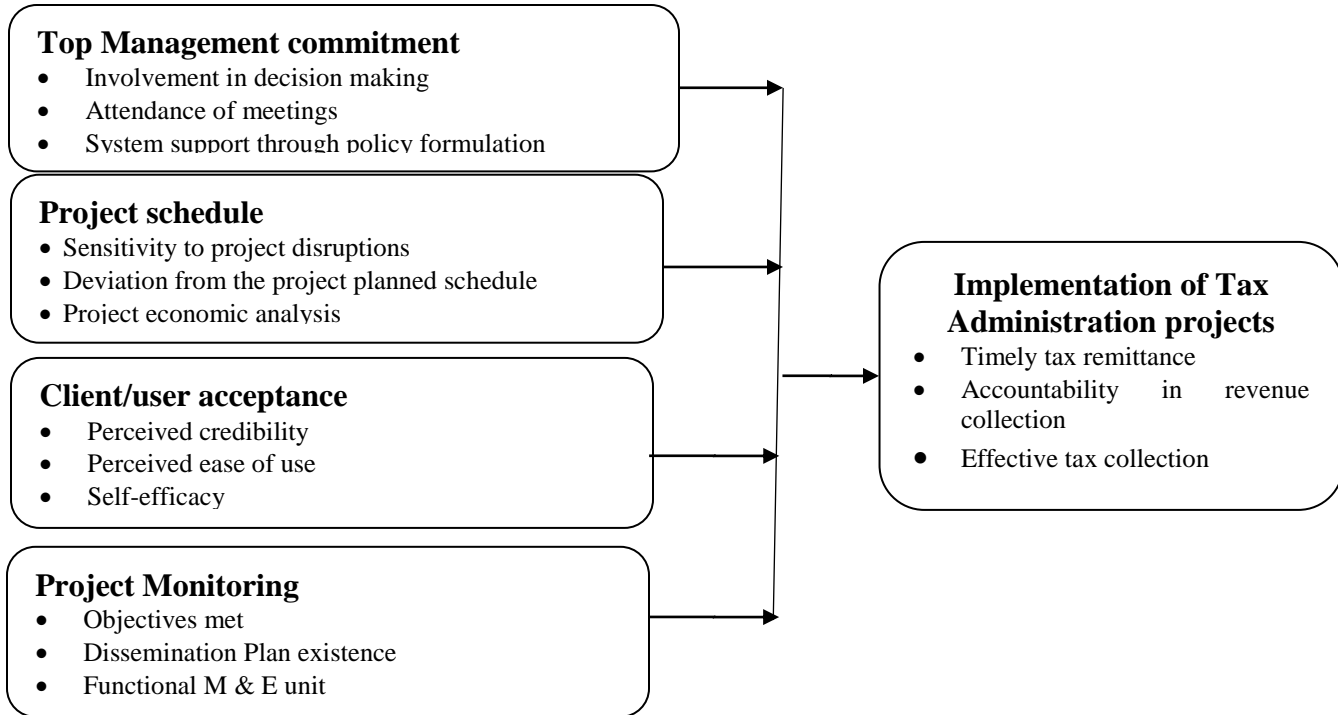 Top Management commitment
• Involvement in decision making
• Attendance of meetings
• System support through policy formulation
Project schedule
• Sensitivity to project disruptions
• Deviation from the project planned schedule
• Project economic analysis
Client/user acceptance
• Perceived credibility
• Perceived ease of use
• Self-efficacy
Project Monitoring
• Objectives met
• Dissemination Plan existence
• Functional M & E unit
Implementation of Tax
Administration projects
• Timely tax remittance
• Accountability in revenue
collection
• Effective tax collection